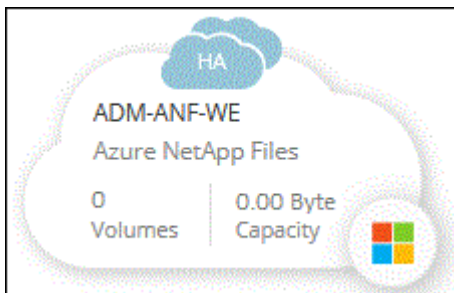 HA
ADM-ANF-WE
Azure NetApp Files
0
Volumes
0.00 Byte
Capacity